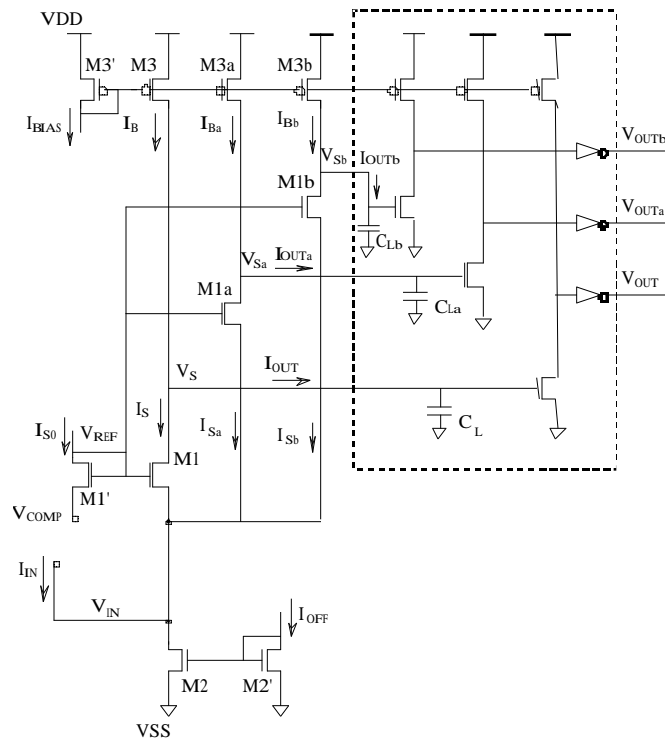 VDD
M3' M3 M3a M3b
IBIAS IB IBa IBb
VOUTb
VSb IOUTb
M1b
VOUTa
CLb
VSa IOUTa
M1a
CLa
VOUT
VS IOUT
IS0 VREF IS ISa ISb
CL
M1
M1'
VCOMP
IIN
VIN
IOFF
M2 M2'
VSS